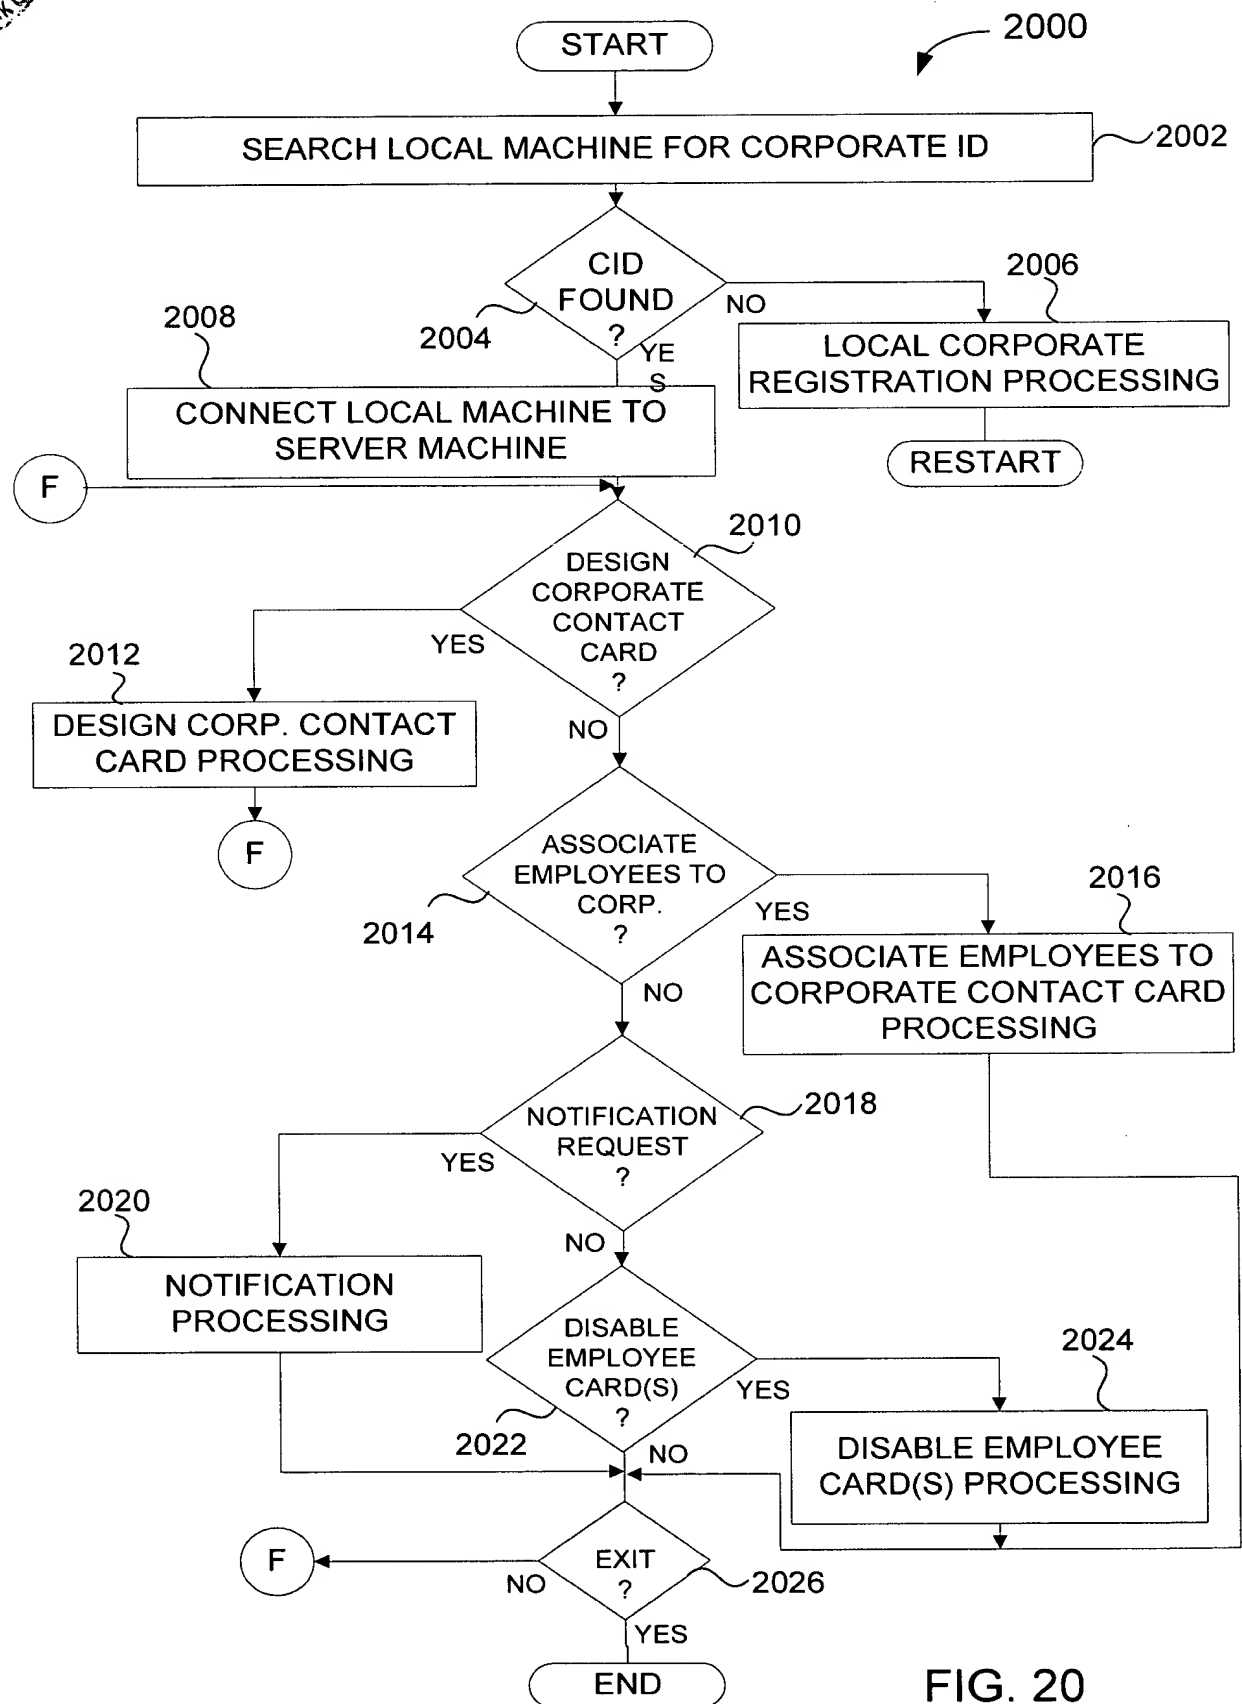 START
2000
SEARCH LOCAL MACHINE FOR CORPORATE ID
2002
CID
FOUND
?
2004
NO
2006
LOCAL CORPORATE
REGISTRATION PROCESSING
RESTART
YE
S
2008
CONNECT LOCAL MACHINE TO
SERVER MACHINE
F
2010
DESIGN
CORPORATE
CONTACT
CARD
?
YES
2012
DESIGN CORP. CONTACT
CARD PROCESSING
F
NO
ASSOCIATE
EMPLOYEES TO
CORP.
?
2014
YES
2016
ASSOCIATE EMPLOYEES TO
CORPORATE CONTACT CARD
PROCESSING
NO
NOTIFICATION
REQUEST
?
2018
YES
2020
NOTIFICATION
PROCESSING
NO
DISABLE
EMPLOYEE
CARD(S)
?
2022
YES
2024
DISABLE EMPLOYEE
CARD(S) PROCESSING
NO
EXIT
?
2026
NO
F
YES
END
FIG. 20